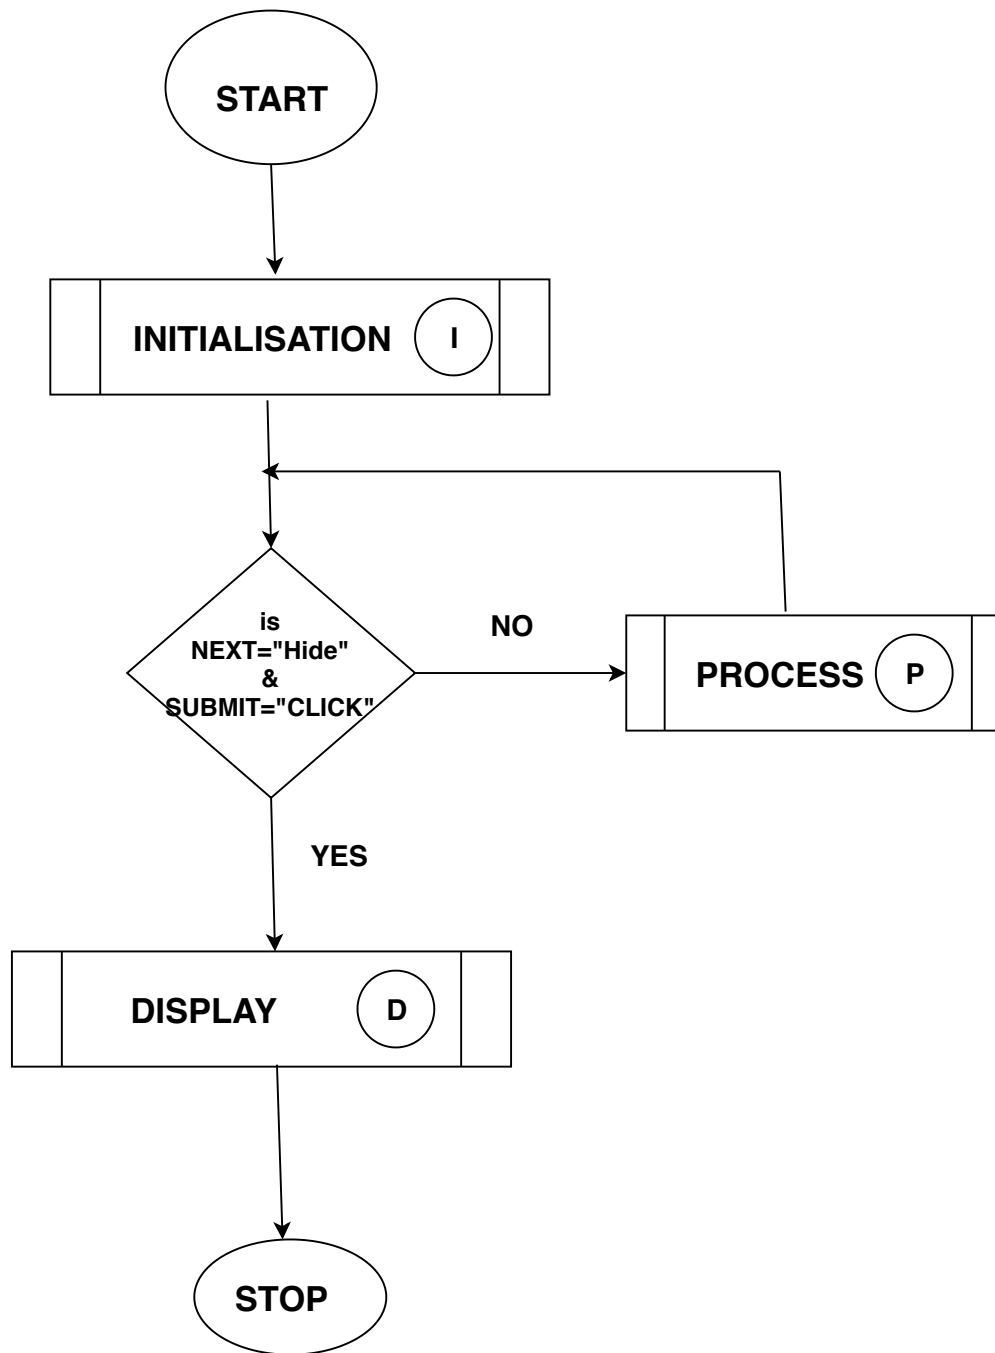 START
INITIALISATION I
is
NEXT="Hide"
&
SUBMIT="CLICK"
NO
PROCESS P
YES
DISPLAY D
STOP